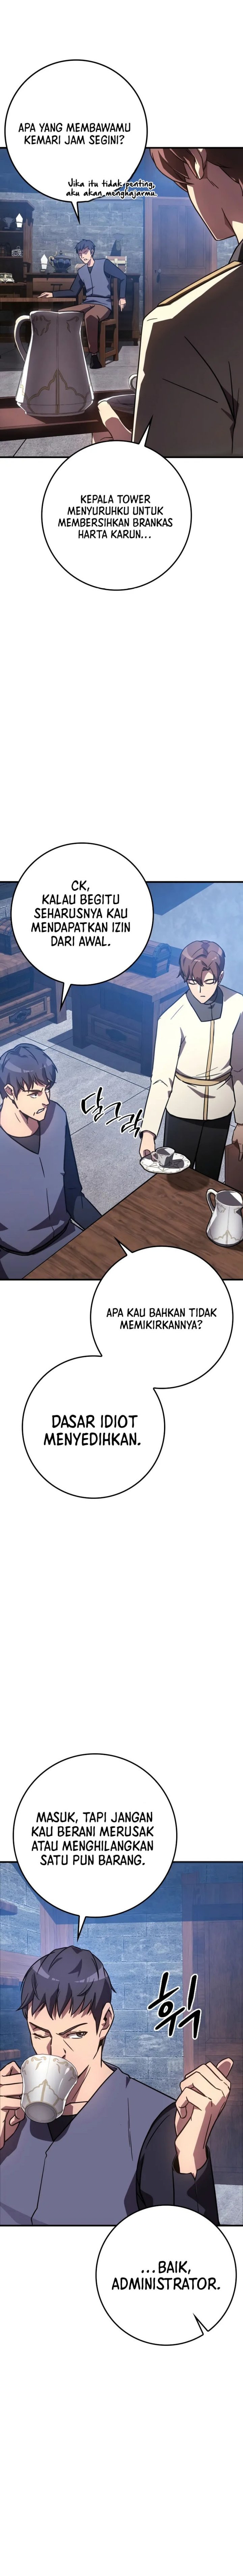 APA YANG MEMBAWAMU
KEMARI JAM SEGINI?
Jika itu tidak penting,
aku akan menghajarmu.
KEPALA TOWER
MENYURUHKU UNTUK
MEMBERSIHKAN BRANKAS
HARTA KARUN...
CK,
KALAU BEGITU
SEHARUSNYA KAU
MENDAPATKAN IZIN
DARI AWAL.
달그락
APA KAU BAHKAN TIDAK
MEMIKIRKANNYA?
DASAR IDIOT
MENYEDIHKAN.
MASUK, TAPI JANGAN
KAU BERANI MERUSAK
ATAU MENGHILANGKAN
SATU PUN BARANG.
휙
...BAIK,
ADMINISTRATOR.